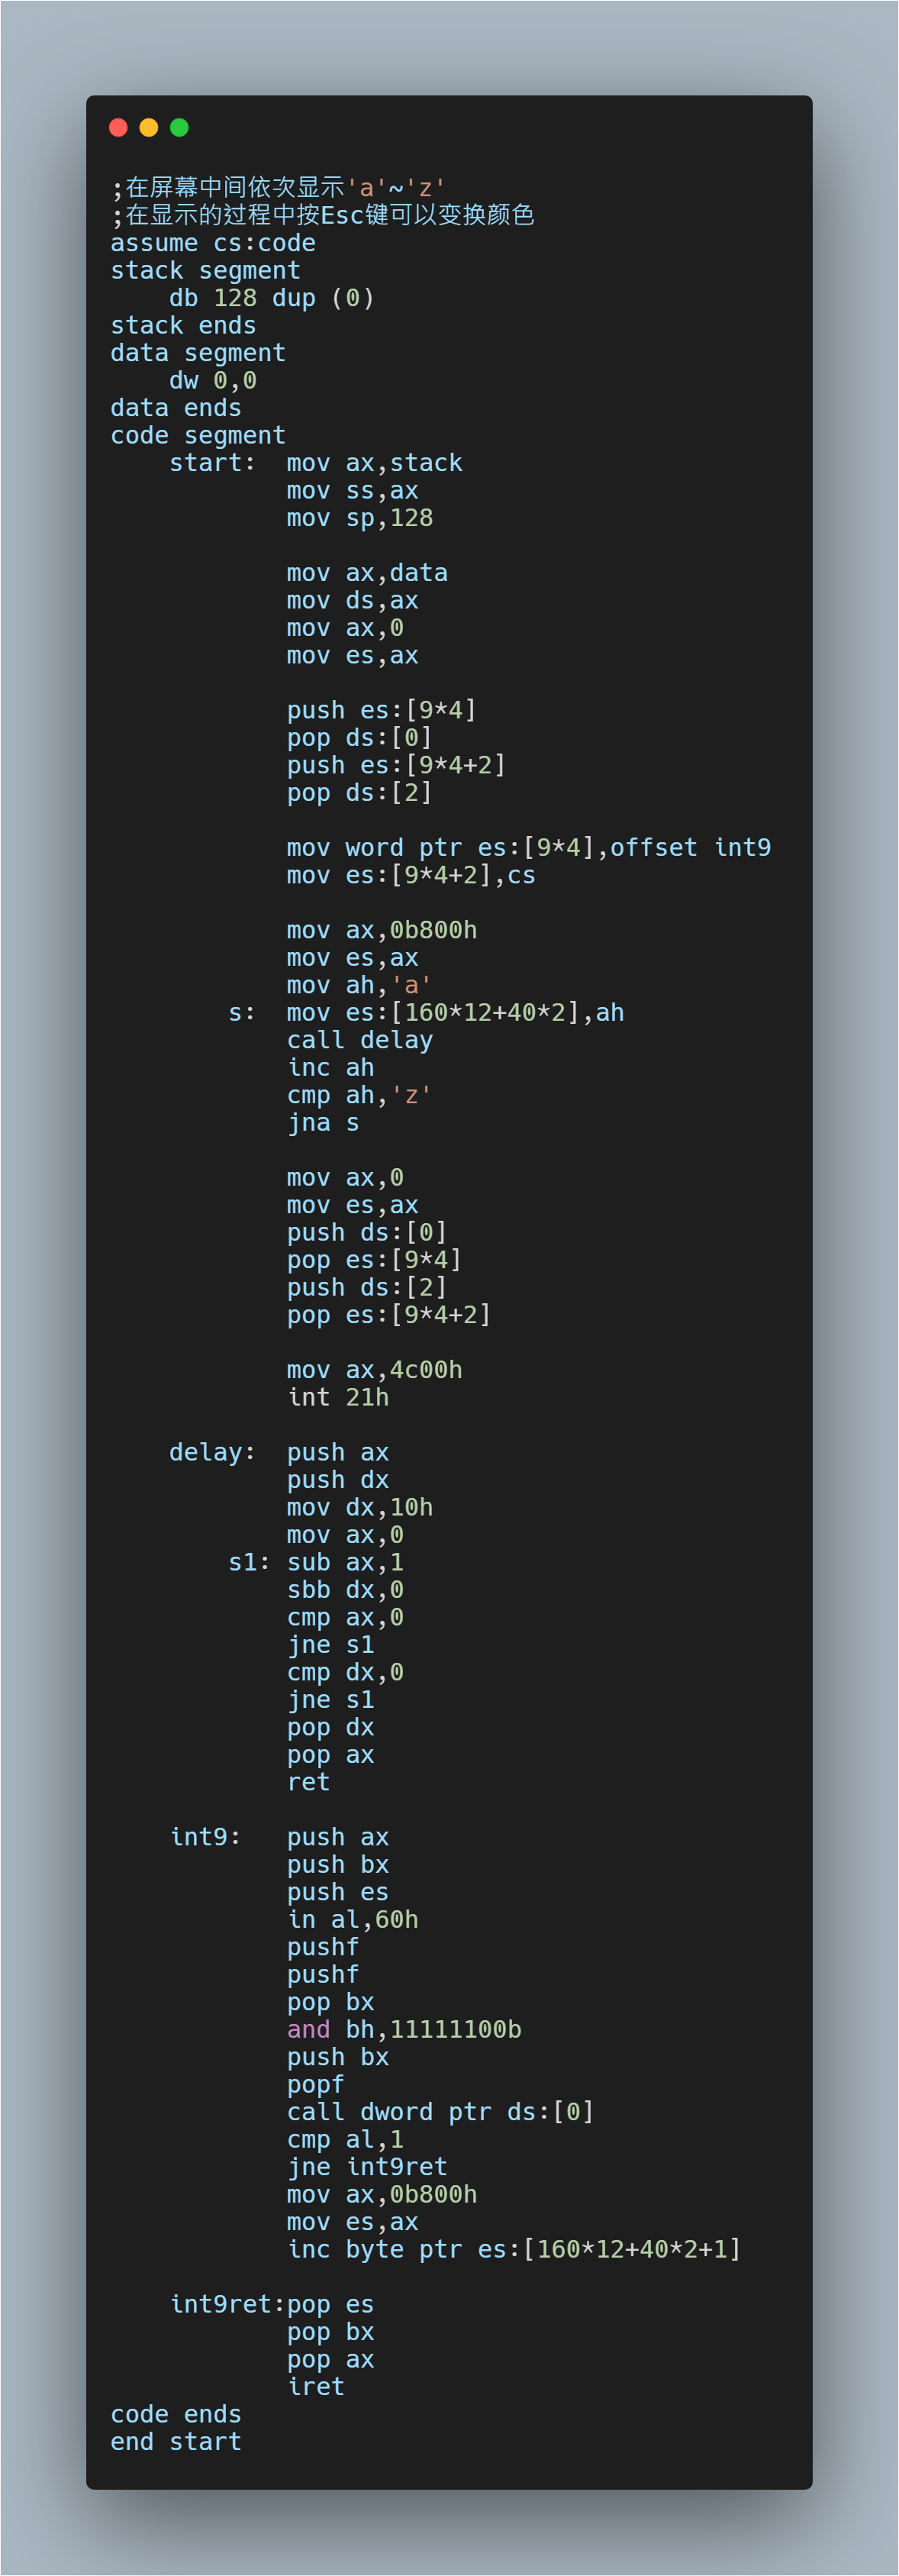 ;在屏幕中间依次显示'a'~'z'
;在显示的过程中按Esc键可以变换颜色
assume cs:code
stack segment
    db 128 dup (0)
stack ends
data segment
    dw 0,0
data ends
code segment
    start:  mov ax,stack
            mov ss,ax
            mov sp,128

            mov ax,data
            mov ds,ax
            mov ax,0
            mov es,ax

            push es:[9*4]
            pop ds:[0]
            push es:[9*4+2]
            pop ds:[2]

            mov word ptr es:[9*4],offset int9
            mov es:[9*4+2],cs

            mov ax,0b800h
            mov es,ax
            mov ah,'a'
        s:  mov es:[160*12+40*2],ah
            call delay
            inc ah
            cmp ah,'z'
            jna s

            mov ax,0
            mov es,ax
            push ds:[0]
            pop es:[9*4]
            push ds:[2]
            pop es:[9*4+2]

            mov ax,4c00h
            int 21h

    delay:  push ax
            push dx
            mov dx,10h
            mov ax,0
        s1: sub ax,1
            sbb dx,0
            cmp ax,0
            jne s1
            cmp dx,0
            jne s1
            pop dx
            pop ax
            ret

    int9:   push ax
            push bx
            push es
            in al,60h
            pushf
            pushf
            pop bx
            and bh,11111100b
            push bx
            popf
            call dword ptr ds:[0]
            cmp al,1
            jne int9ret
            mov ax,0b800h
            mov es,ax
            inc byte ptr es:[160*12+40*2+1]

    int9ret:pop es
            pop bx
            pop ax
            iret
code ends
end start